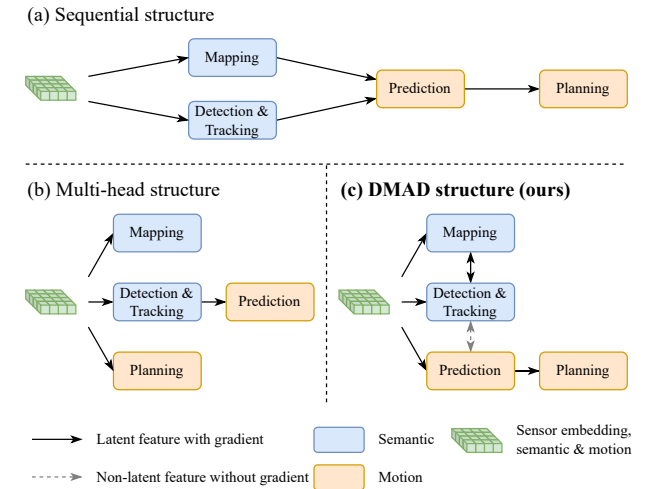 (a) Sequential structure
Mapping
Detection &
Tracking
Prediction
Planning
(b) Multi-head structure
Mapping
Detection &
Tracking
Prediction
Planning
(c) DMAD structure (ours)
Mapping
Detection &
Tracking
Prediction
Planning
Latent feature with gradient
Semantic
Sensor embedding,
semantic & motion
Non-latent feature without gradient
Motion